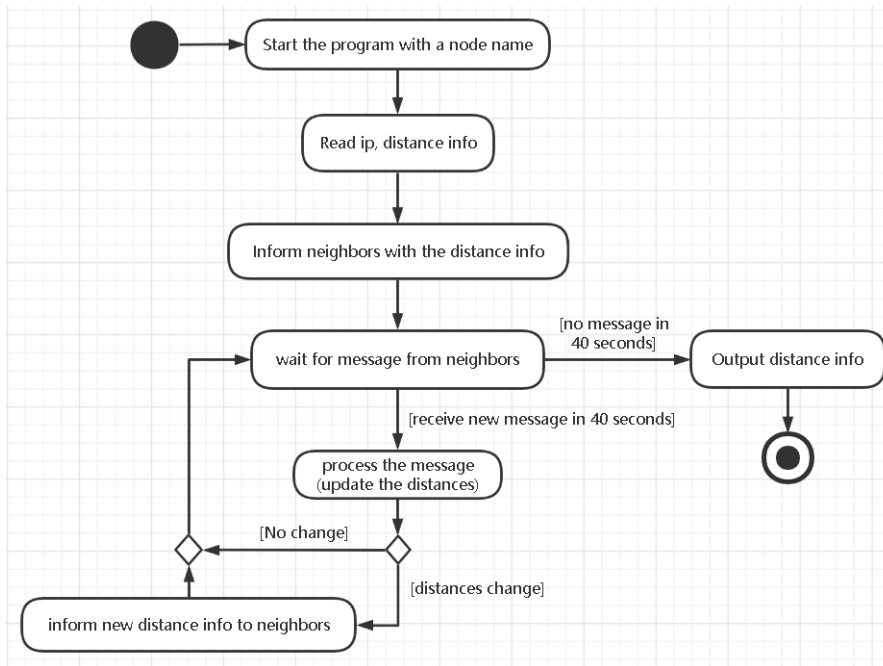 Start the program with a node name
Read ip, distance info
Inform neighbors with the distance info
[no message in
40 seconds]
wait for message from neighbors
Output distance info
[receive new message in 40 seconds]
process the message
(update the distances)
[No change]
[distances change]
inform new distance info to neighbors